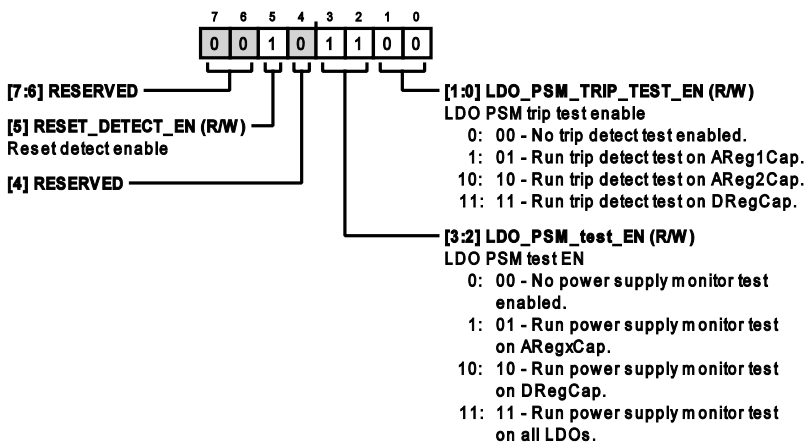 7 6 5 4 3 2 1 0
0 0 1 0 1 1 0 0
[7:6] RESERVED
[5] RESET_DETECT_EN (R/W)
Reset detect enable
[4] RESERVED
[1:0] LDO_PSM_TRIP_TEST_EN (R/W)
LDO PSM trip test enable
0: 00 - No trip detect test enabled.
1: 01 - Run trip detect test on AReg1Cap.
10: 10 - Run trip detect test on AReg2Cap.
11: 11 - Run trip detect test on DRegCap.
[3:2] LDO_PSM_test_EN (R/W)
LDO PSM test EN
0: 00 - No power supply monitor test
enabled.
1: 01 - Run power supply monitor test
on ARegxCap.
10: 10 - Run power supply monitor test
on DRegCap.
11: 11 - Run power supply monitor test
on all LDOs.